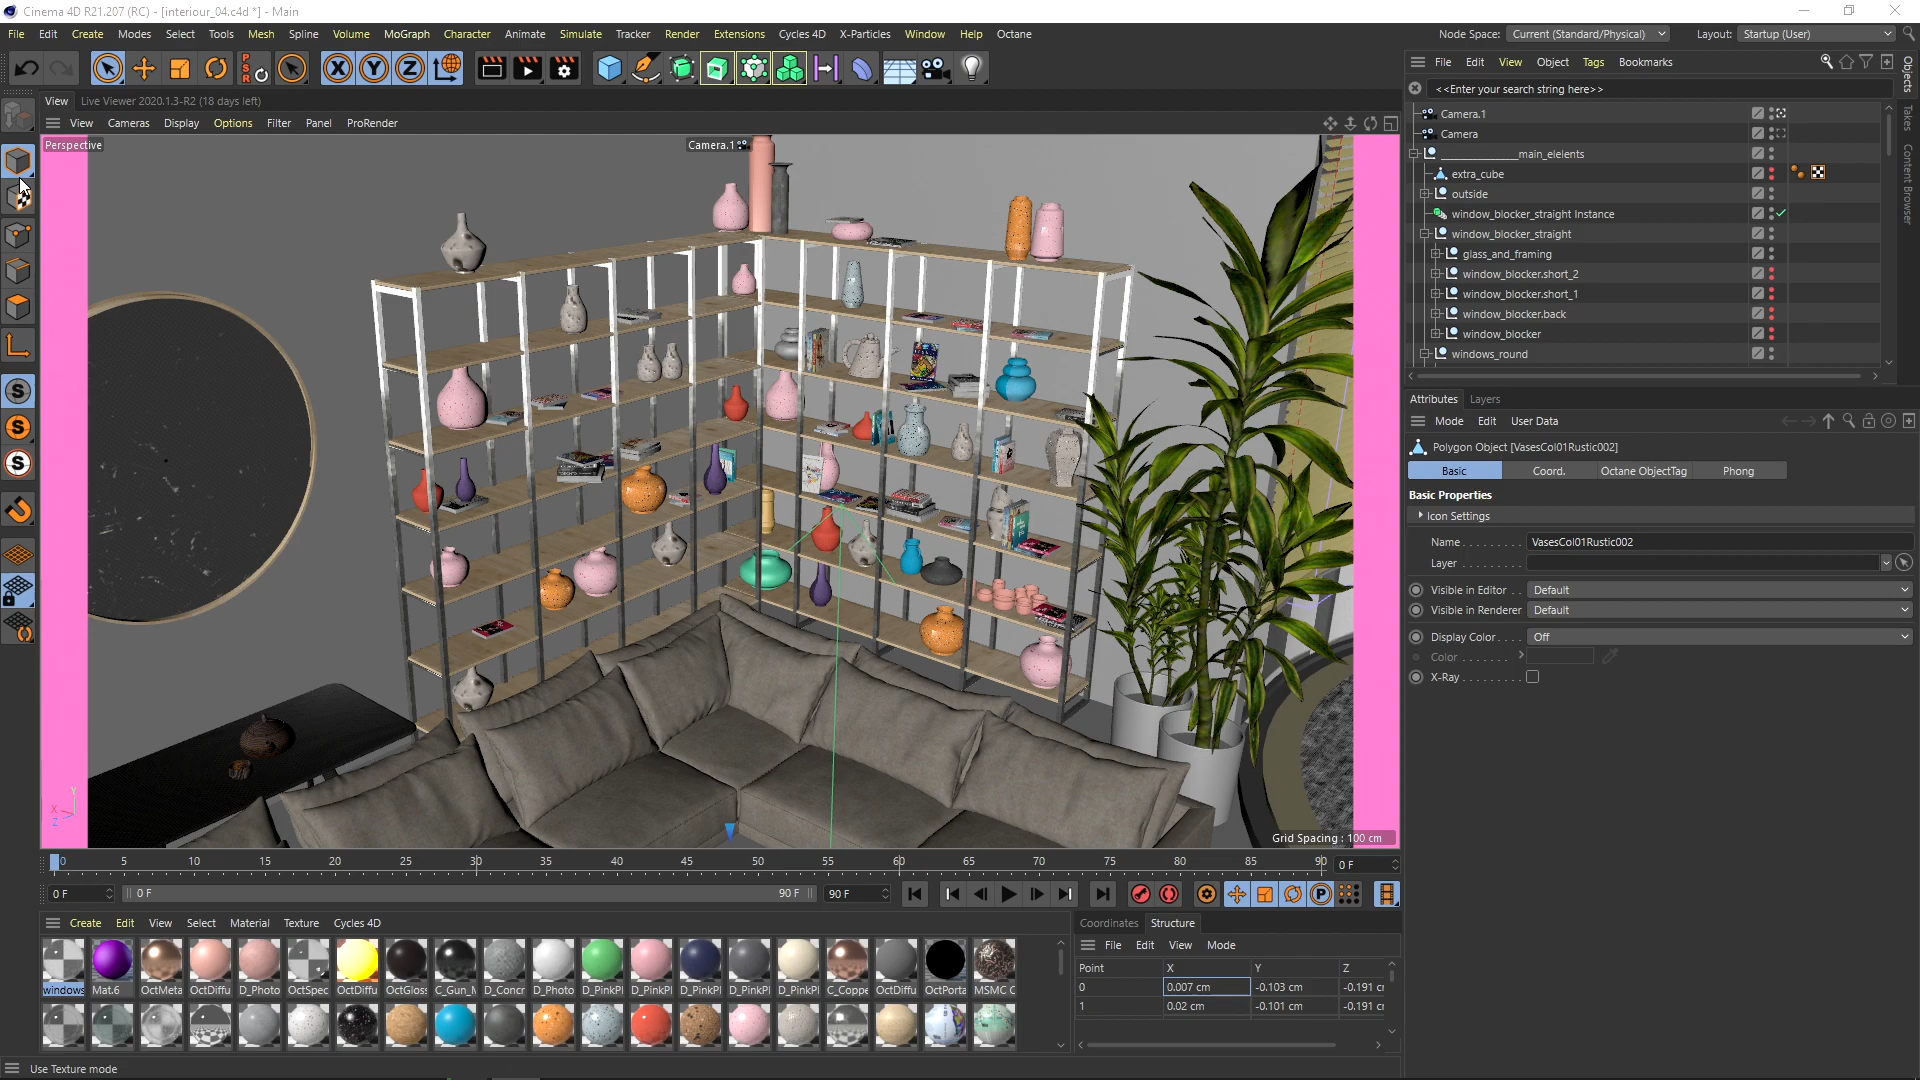 Cinema 4D R21.207 (RC) - [interiour_04.c4d *] - Main
File Edit Create Modes Select Tools Mesh Spline Volume MoGraph Character Animate Simulate Tracker Render Extensions Cycles 4D X-Particles Window Help Octane
Node Space: Current (Standard/Physical) Layout: Startup (User)
PSR
X Y Z
File Edit View Object Tags Bookmarks
<<Enter your search string here>>
View Live Viewer 2020.1.3-R2 (18 days left)
View Cameras Display Options Filter Panel ProRender
Perspective
Camera.1
Camera.1
Camera
main_elelents
extra_cube
outside
window_blocker_straight Instance
window_blocker_straight
glass_and_framing
window_blocker.short_2
window_blocker.short_1
window_blocker.back
window_blocker
windows_round
Objects
Takes
Content Browser
Structure
Attributes Layers
Mode Edit User Data
Polygon Object [VasesCol01Rustic002]
Basic Coord. Octane ObjectTag Phong
Basic Properties
Icon Settings
Name . . . . . . . . VasesCol01Rustic002
Layer . . . . . . . .
Visible in Editor . . Default
Visible in Renderer Default
Display Color . . . . Off
Color . . . . . . .
X-Ray . . . . . . . .
S
S
S
Y
X
Z
Grid Spacing : 100 cm
0 5 10 15 20 25 30 35 40 45 50 55 60 65 70 75 80 85 90 0 F
0 F 0 F 90 F 90 F
P
Create Edit View Select Material Texture Cycles 4D
windows Mat.6 OctMeta OctDiffu D_Photo OctSpec OctDiffu OctGloss C_Gun_M D_Concr D_Photo D_PinkPl D_PinkPl D_PinkPl D_PinkPl D_PinkPl C_Coppe OctDiffu OctPorta MSMC C
Coordinates Structure
File Edit View Mode
Point X Y Z
0 0.007 cm -0.103 cm -0.191 c
1 0.02 cm -0.101 cm -0.191 c
Use Texture mode